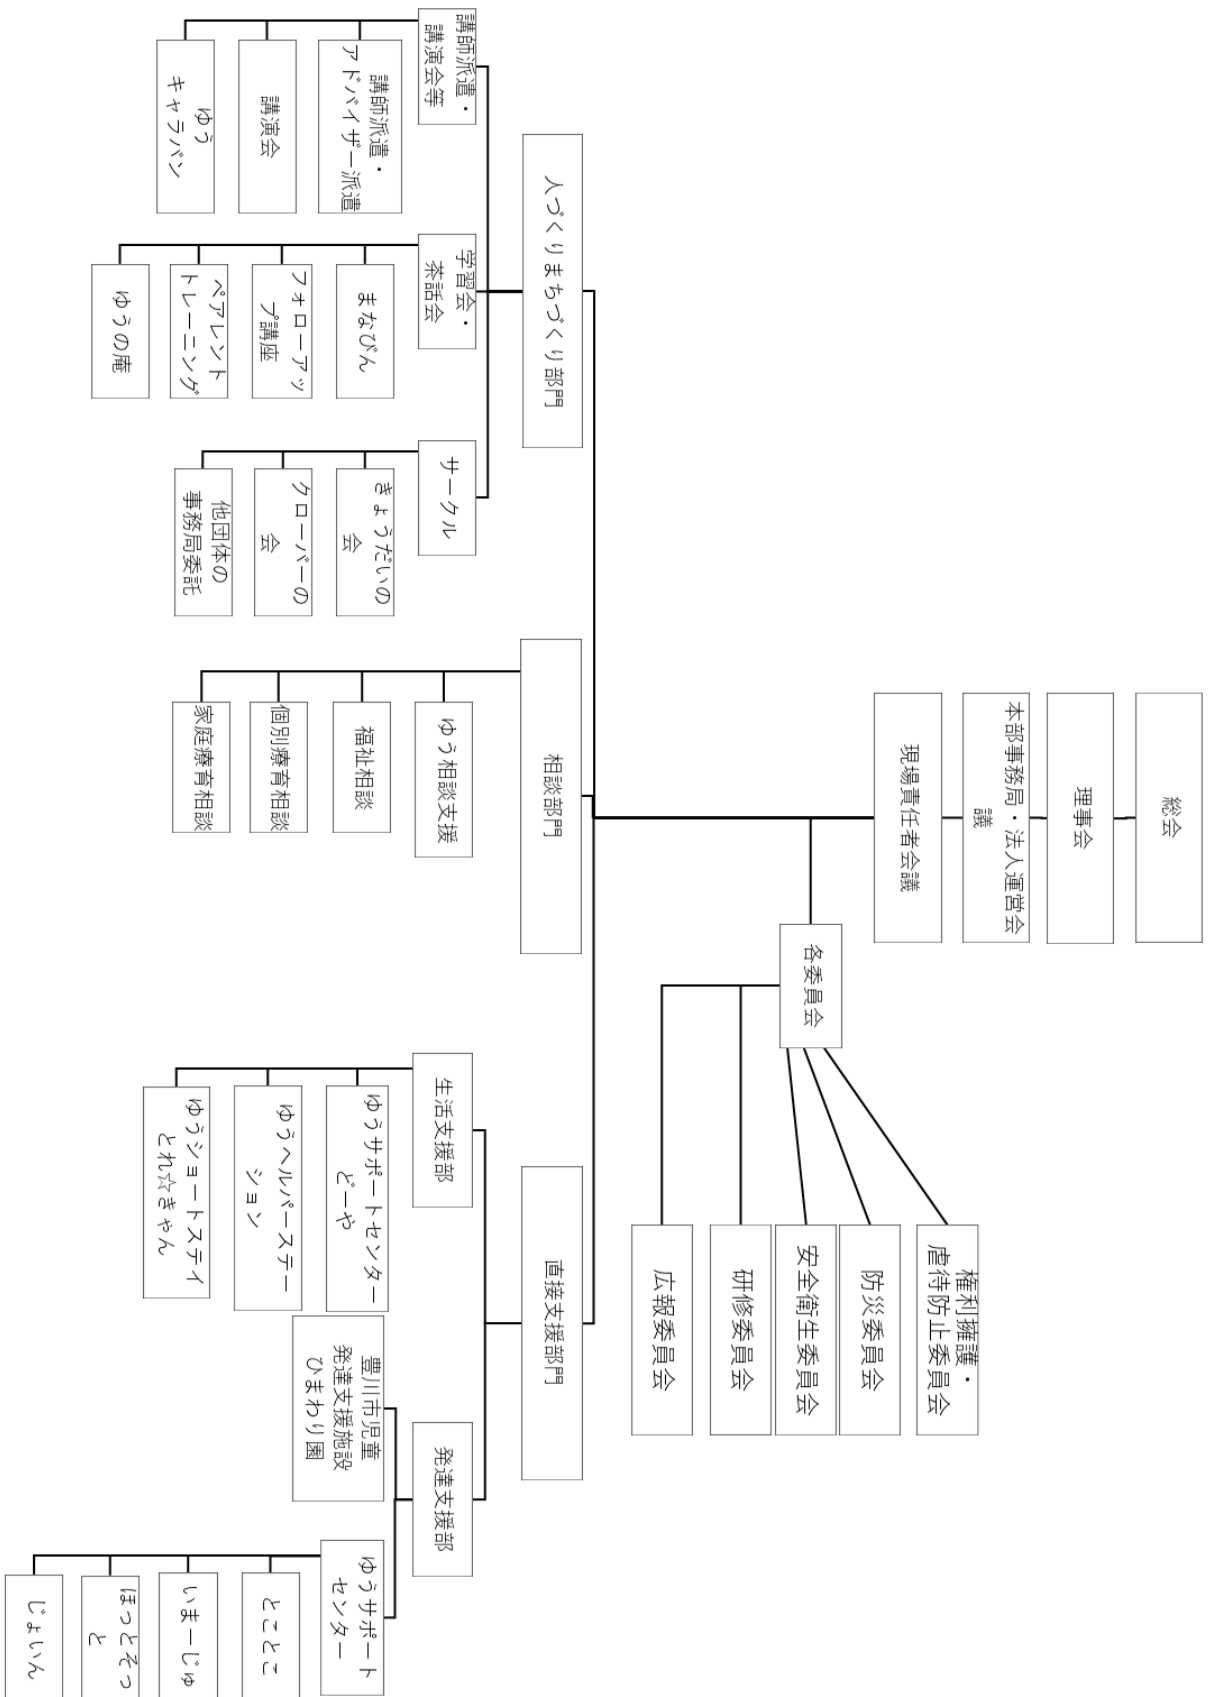 総会
理事会
本部事務局・法人運営会
議
現場責任者会議
各委員会
権利擁護・
虐待防止委員会
防災委員会
安全衛生委員会
研修委員会
広報委員会
人づくりまちづくり部門
講師派遣・
講演会等
講師派遣・
アドバイザー派遣
講演会
ゆう
キャラバン
学習会・
茶話会
まなびん
フォローアッ
プ講座
ペアレント
トレーニング
ゆうの庵
サークル
きょうだいの
会
クローバーの
会
他団体の
事務局委託
相談部門
ゆう相談支援
福祉相談
個別療育相談
家庭療育相談
直接支援部門
生活支援部
ゆうサポートセンター
どーや
ゆうヘルパーステー
ション
ゆうショートステイ
とれ☆きゃん
発達支援部
豊川市児童
発達支援施設
ひまわり園
ゆうサポート
センター
とことこ
いまーじゅ
ほっとそっ
と
じょいん